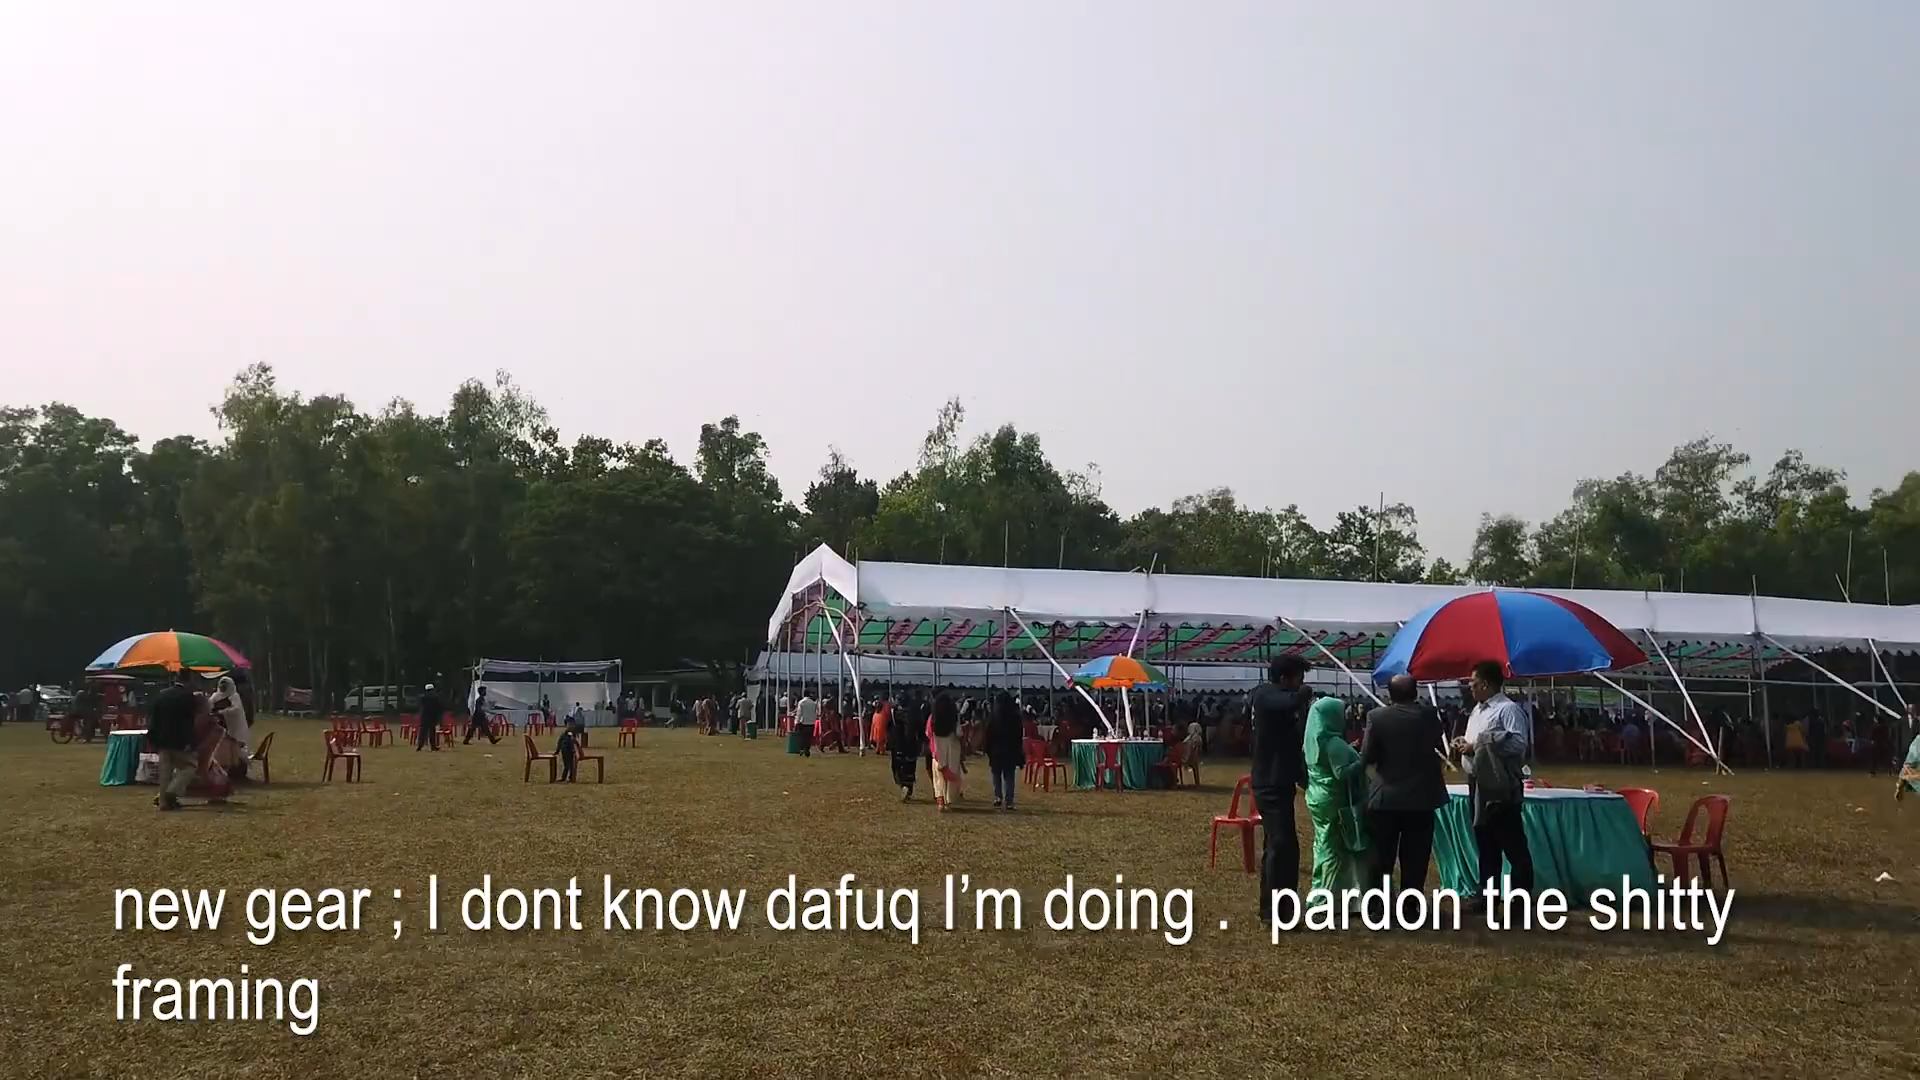 new gear ; I dont know dafuq I’m doing .  pardon the shitty
framing